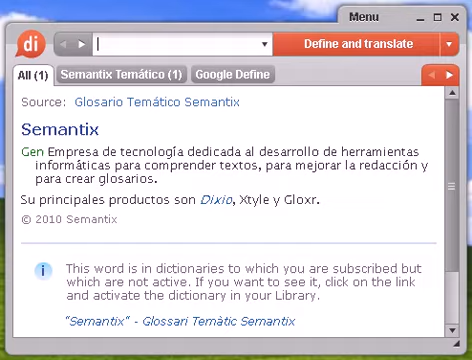 Menu
di
Define and translate
All (1)
Semantix Temático (1)
Google Define
Source: Glosario Temático Semantix
Semantix
Gen Empresa de tecnología dedicada al desarrollo de herramientas
informáticas para comprender textos, para mejorar la redacción y
para crear glosarios.
Su principales productos son Dixio, Xtyle y Gloxr.
© 2010 Semantix
i
This word is in dictionaries to which you are subscribed but
which are not active. If you want to see it, click on the link
and activate the dictionary in your Library.
"Semantix" - Glossari Temàtic Semantix